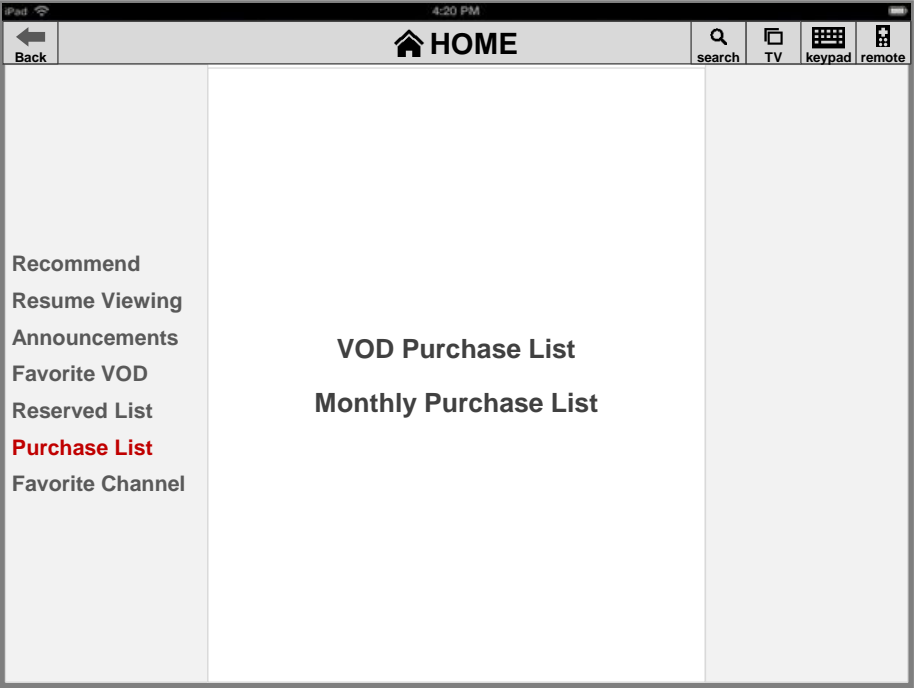 iPad
4:20 PM
Back
HOME
search
TV
keypad
remote
Recommend
Resume Viewing
Announcements
Favorite VOD
Reserved List
Purchase List
Favorite Channel
VOD Purchase List
Monthly Purchase List